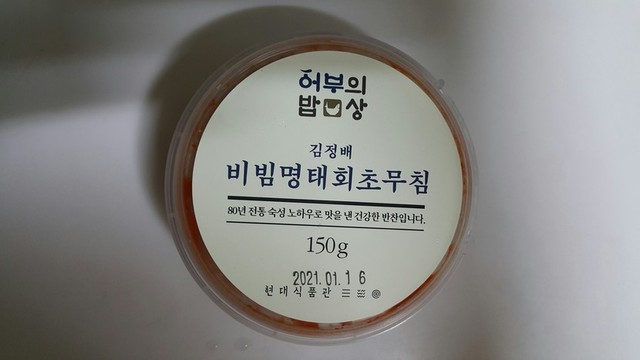 어부의
밥상
김정배
비빔명태회초무침
80년 전통 숙성 노하우로 맛을 낸 건강한 반찬입니다.
150g
2021.01.16
현대식품관